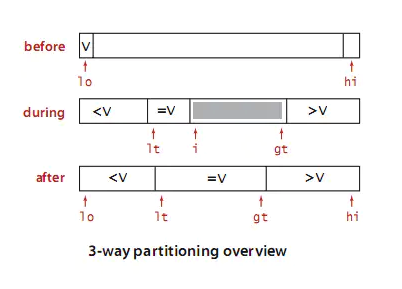 before V
lo hi
during <V =V >V
lt i gt
after <V =V >V
lo lt gt hi
3-way partitioning overview